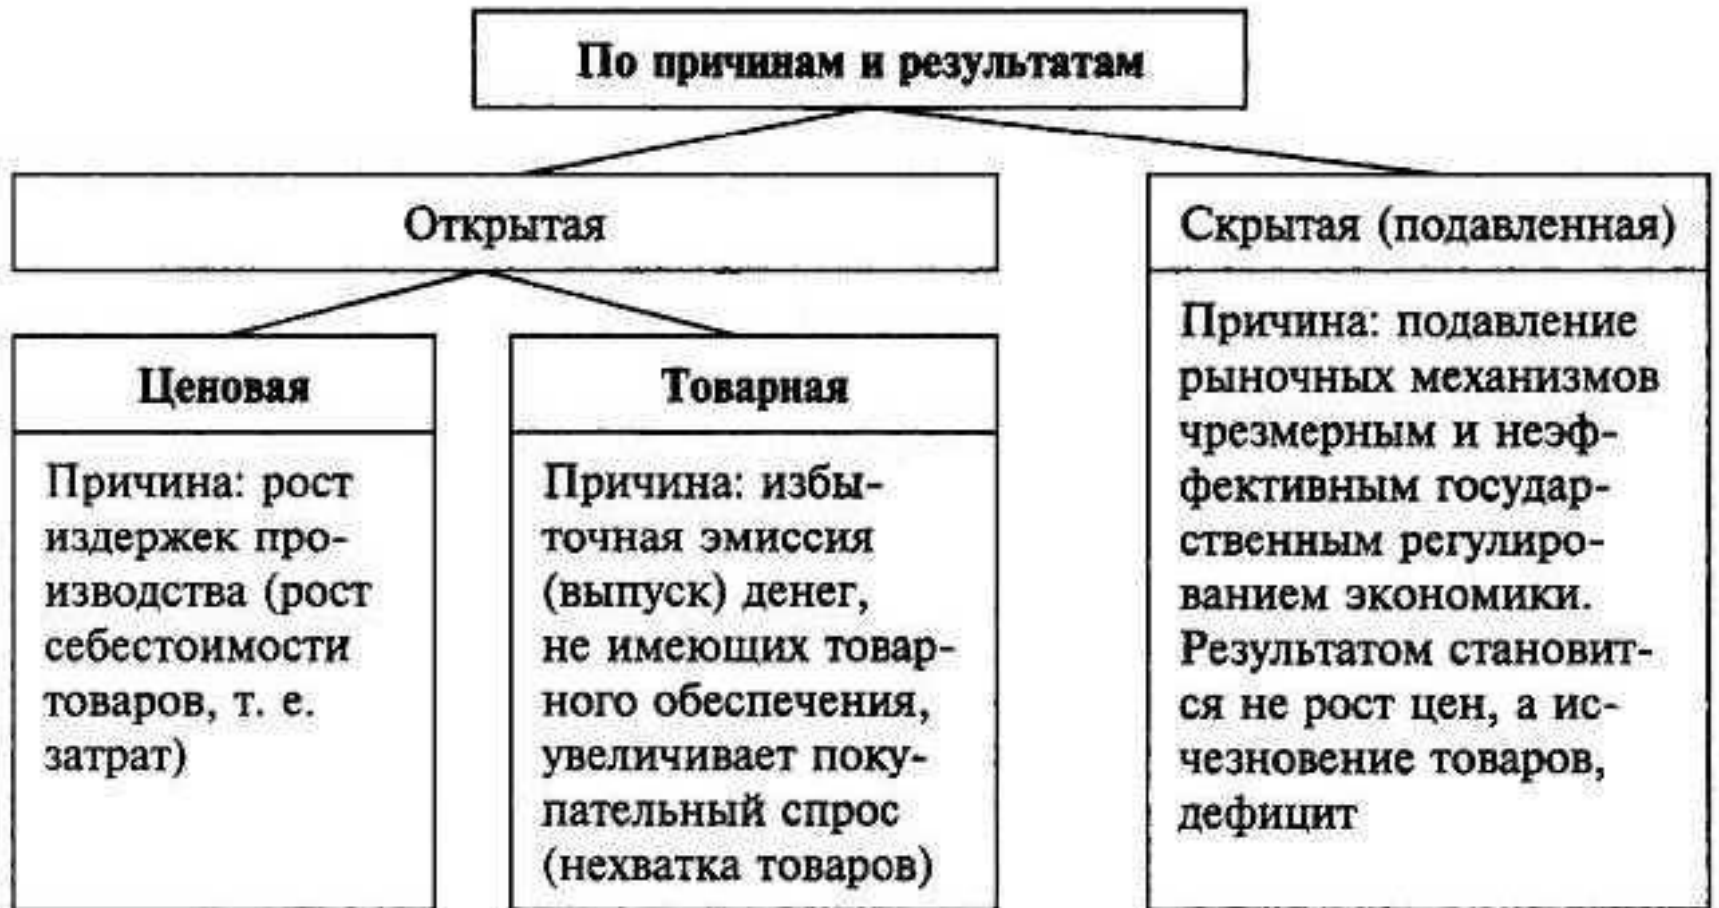 По причинам и результатам
Открытая
Скрытая (подавленная)
Ценовая
Причина: рост
издержек про-
изводства (рост
себестоимости
товаров, т. е.
затрат)
Товарная
Причина: избы-
точная эмиссия
(выпуск) денег,
не имеющих товар-
ного обеспечения,
увеличивает поку-
пательный спрос
(нехватка товаров)
Причина: подавление
рыночных механизмов
чрезмерным и неэф-
фективным государ-
ственным регулиро-
ванием экономики.
Результатом становит-
ся не рост цен, а ис-
чезновение товаров,
дефицит